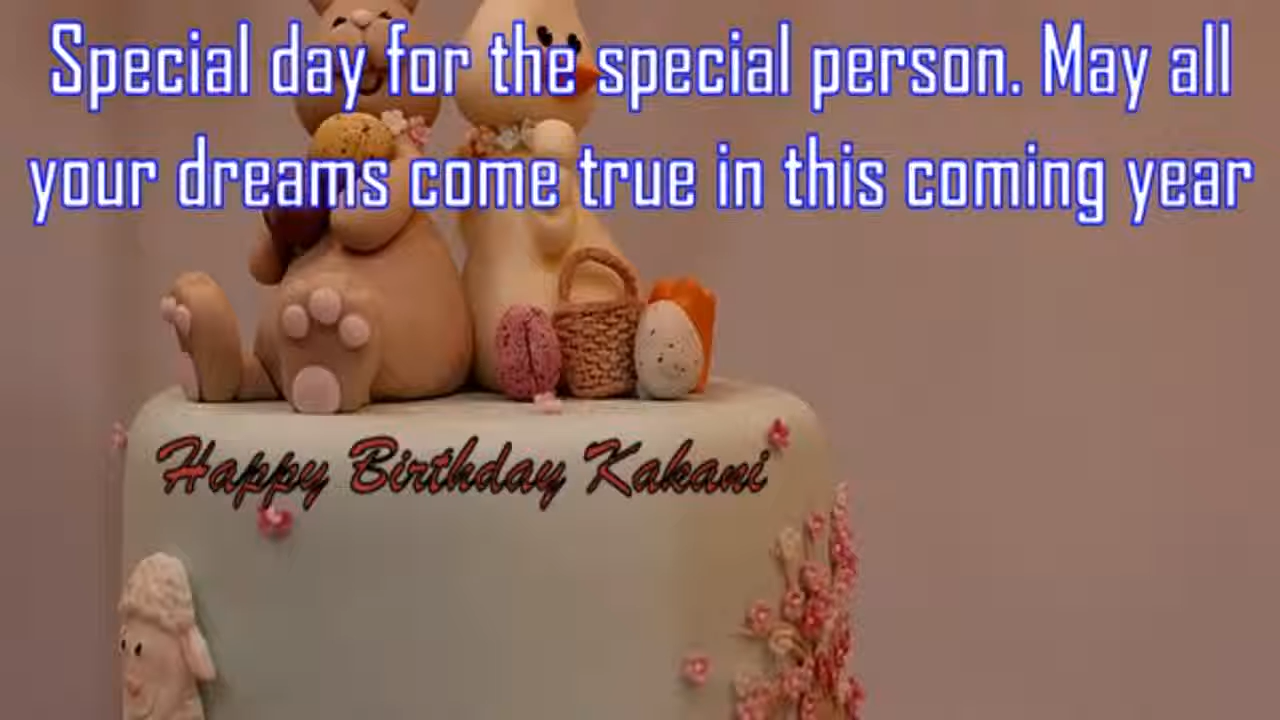 Special day for the special person. May all
your dreams come true in this coming year
Happy Birthday Kakani